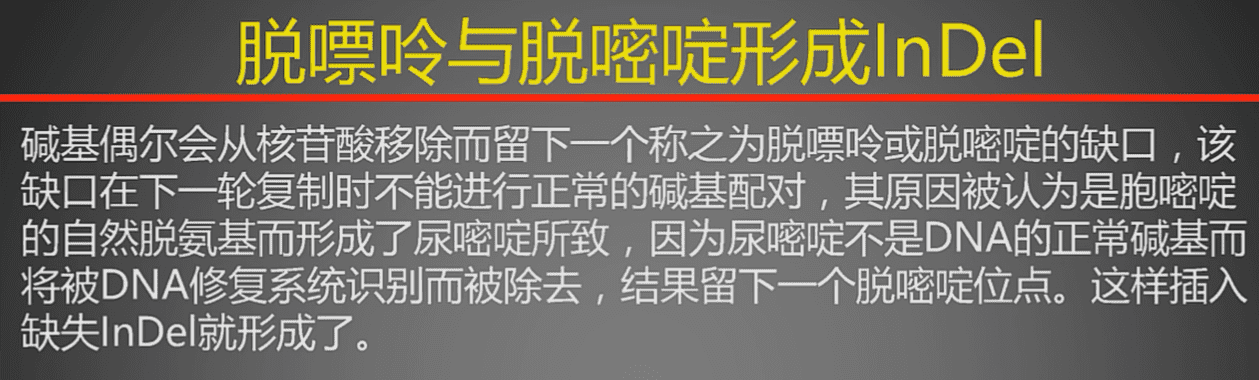 脱嘌呤与脱嘧啶形成InDel
碱基偶尔会从核苷酸移除而留下一个称之为脱嘌呤或脱嘧啶的缺口，该
缺口在下一轮复制时不能进行正常的碱基配对，其原因被认为是胞嘧啶
的自然脱氨基而形成了尿嘧啶所致，因为尿嘧啶不是DNA的正常碱基而
将被DNA修复系统识别而被除去，结果留下一个脱嘧啶位点。这样插入
缺失InDel就形成了。